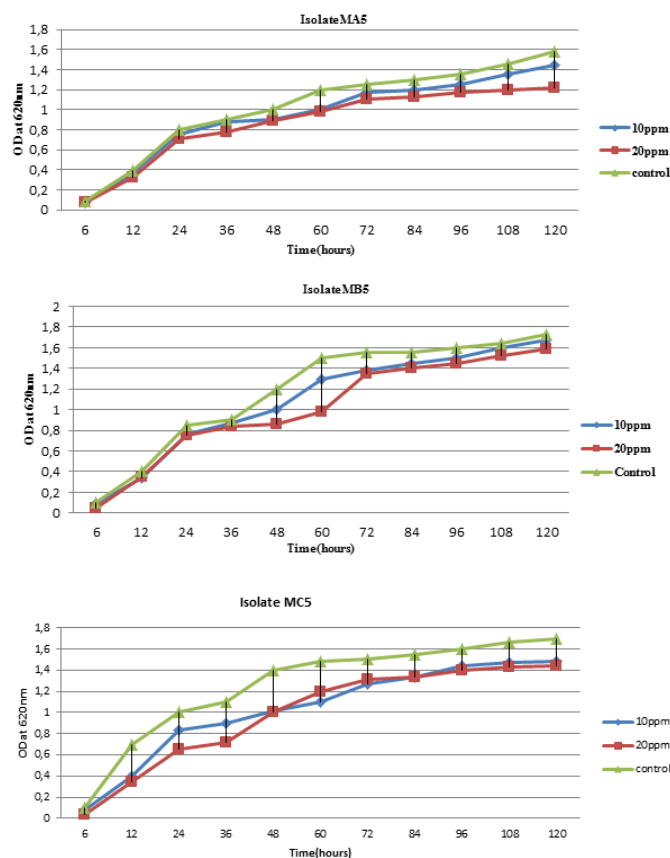 IsolateMA5
1,8
1,6
1,4
1,2
1
0,8
0,6
0,4
0,2
0
ODat 620nm
6 12 24 36 48 60 72 84 96 108 120
Time(hours)
10ppm
20ppm
control
IsolateMB5
2
1,8
1,6
1,4
1,2
1
0,8
0,6
0,4
0,2
0
ODat 620nm
6 12 24 36 48 60 72 84 96 108 120
Time(hours)
10ppm
20ppm
Control
Isolate MC5
1,8
1,6
1,4
1,2
1
0,8
0,6
0,4
0,2
0
ODat 620nm
6 12 24 36 48 60 72 84 96 108 120
Time(hours)
10ppm
20ppm
control